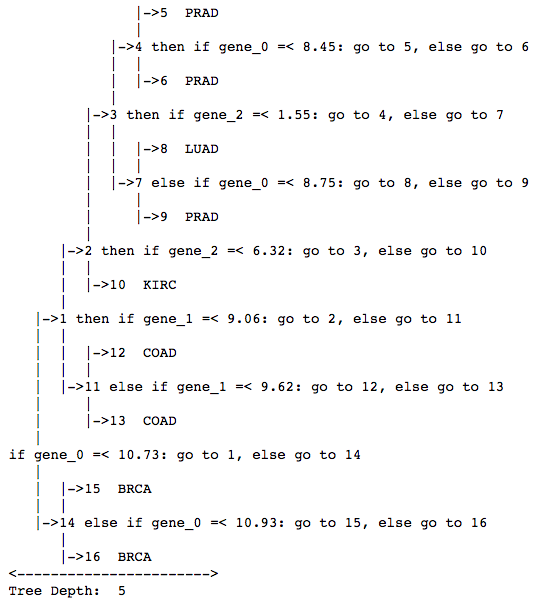 |->5  PRAD
|->4 then if gene_0 =< 8.45: go to 5, else go to 6
|->6  PRAD
|->3 then if gene_2 =< 1.55: go to 4, else go to 7
|->8  LUAD
|->7 else if gene_0 =< 8.75: go to 8, else go to 9
|->9  PRAD
|->2 then if gene_2 =< 6.32: go to 3, else go to 10
|->10  KIRC
|->1 then if gene_1 =< 9.06: go to 2, else go to 11
|->12  COAD
|->11 else if gene_1 =< 9.62: go to 12, else go to 13
|->13  COAD
if gene_0 =< 10.73: go to 1, else go to 14
|->15  BRCA
|->14 else if gene_0 =< 10.93: go to 15, else go to 16
|->16  BRCA
<----------------------->
Tree Depth:  5